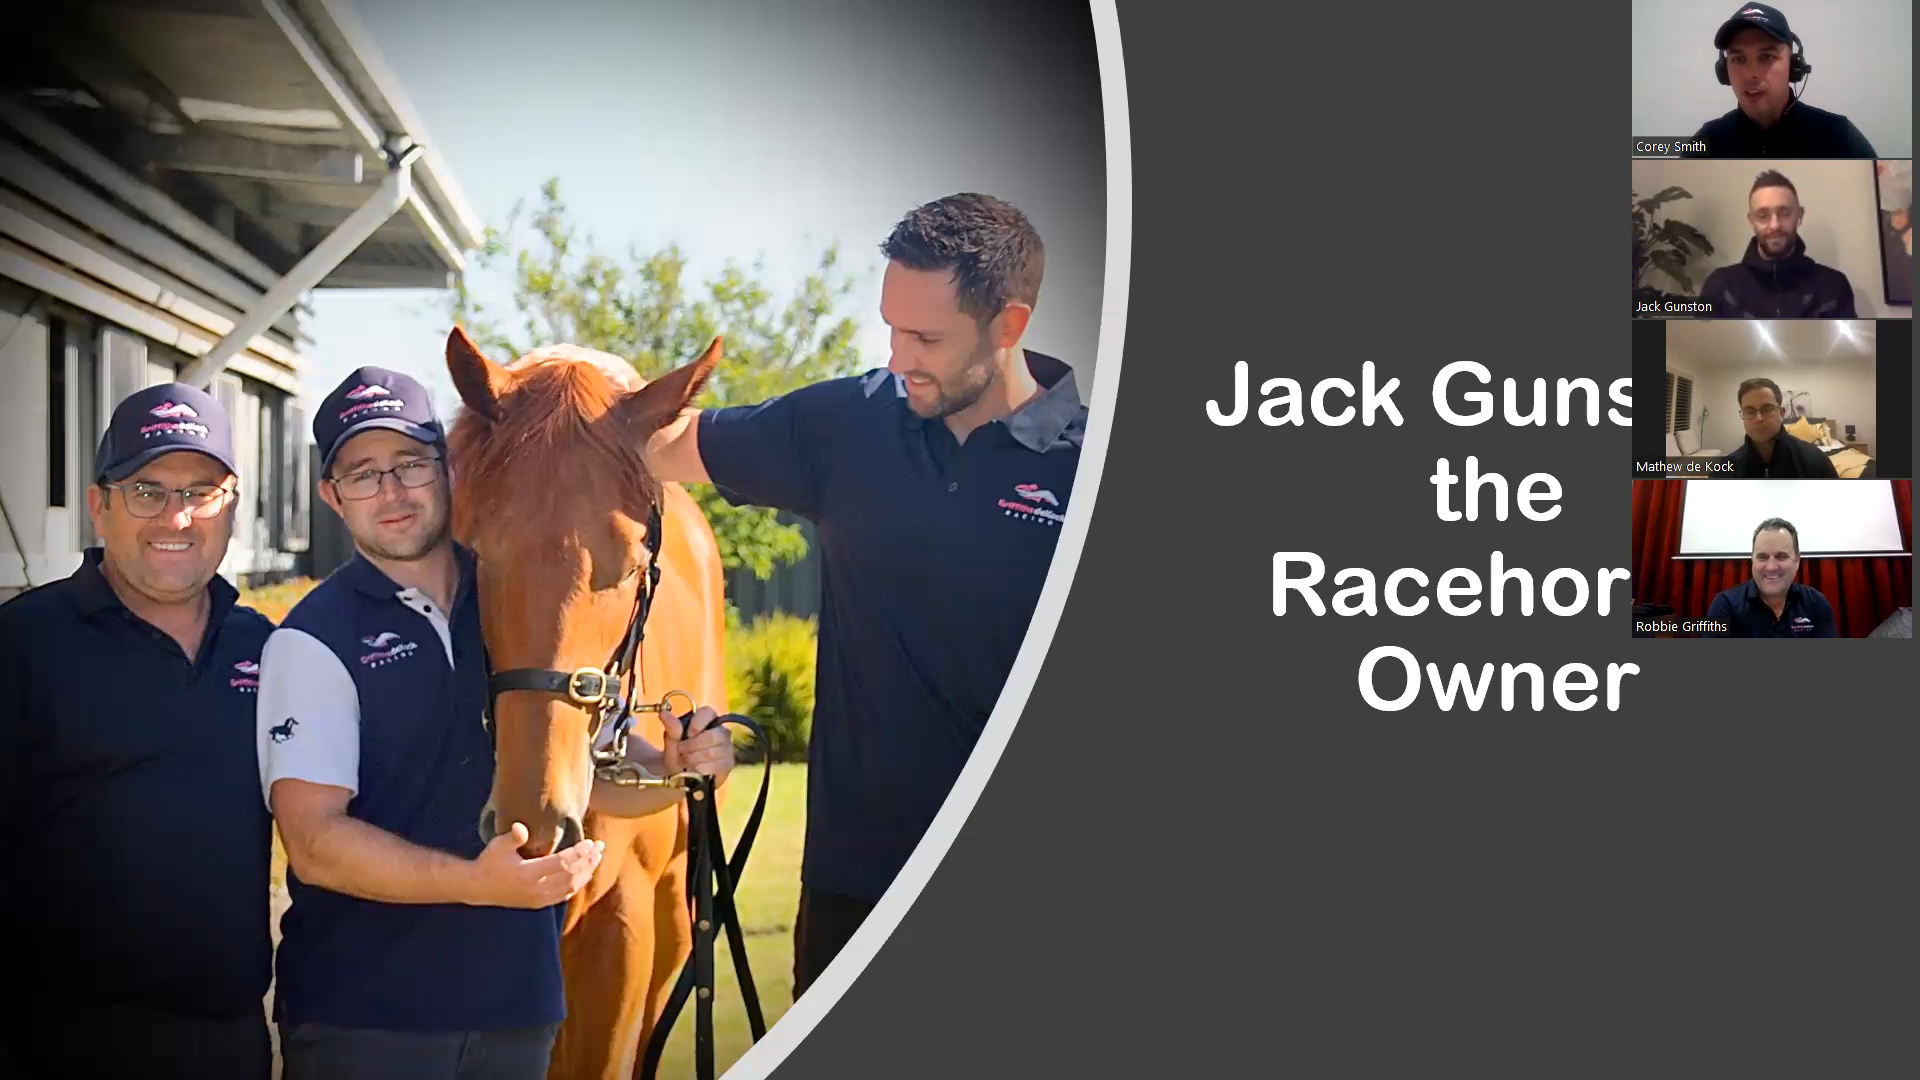 Jack Guns
the
Racehor
Owner
Corey Smith
Jack Gunston
Mathew de Kock
Robbie Griffiths